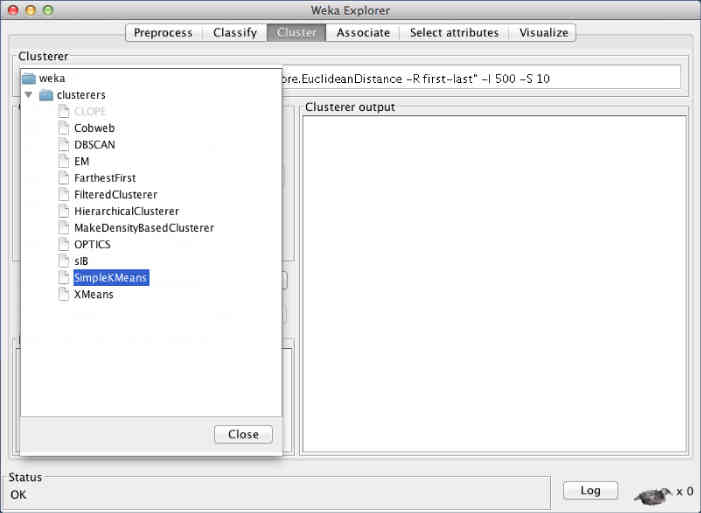 Weka Explorer
Preprocess Classify Cluster Associate Select attributes Visualize
Clusterer
ore.EuclideanDistance -R first-last" -I 500 -S 10
weka
clusterers
CLOPE
Cobweb
DBSCAN
EM
FarthestFirst
FilteredClusterer
HierarchicalClusterer
MakeDensityBasedClusterer
OPTICS
sIB
SimpleKMeans
XMeans
Close
Clusterer output
Status
OK
Log
x 0